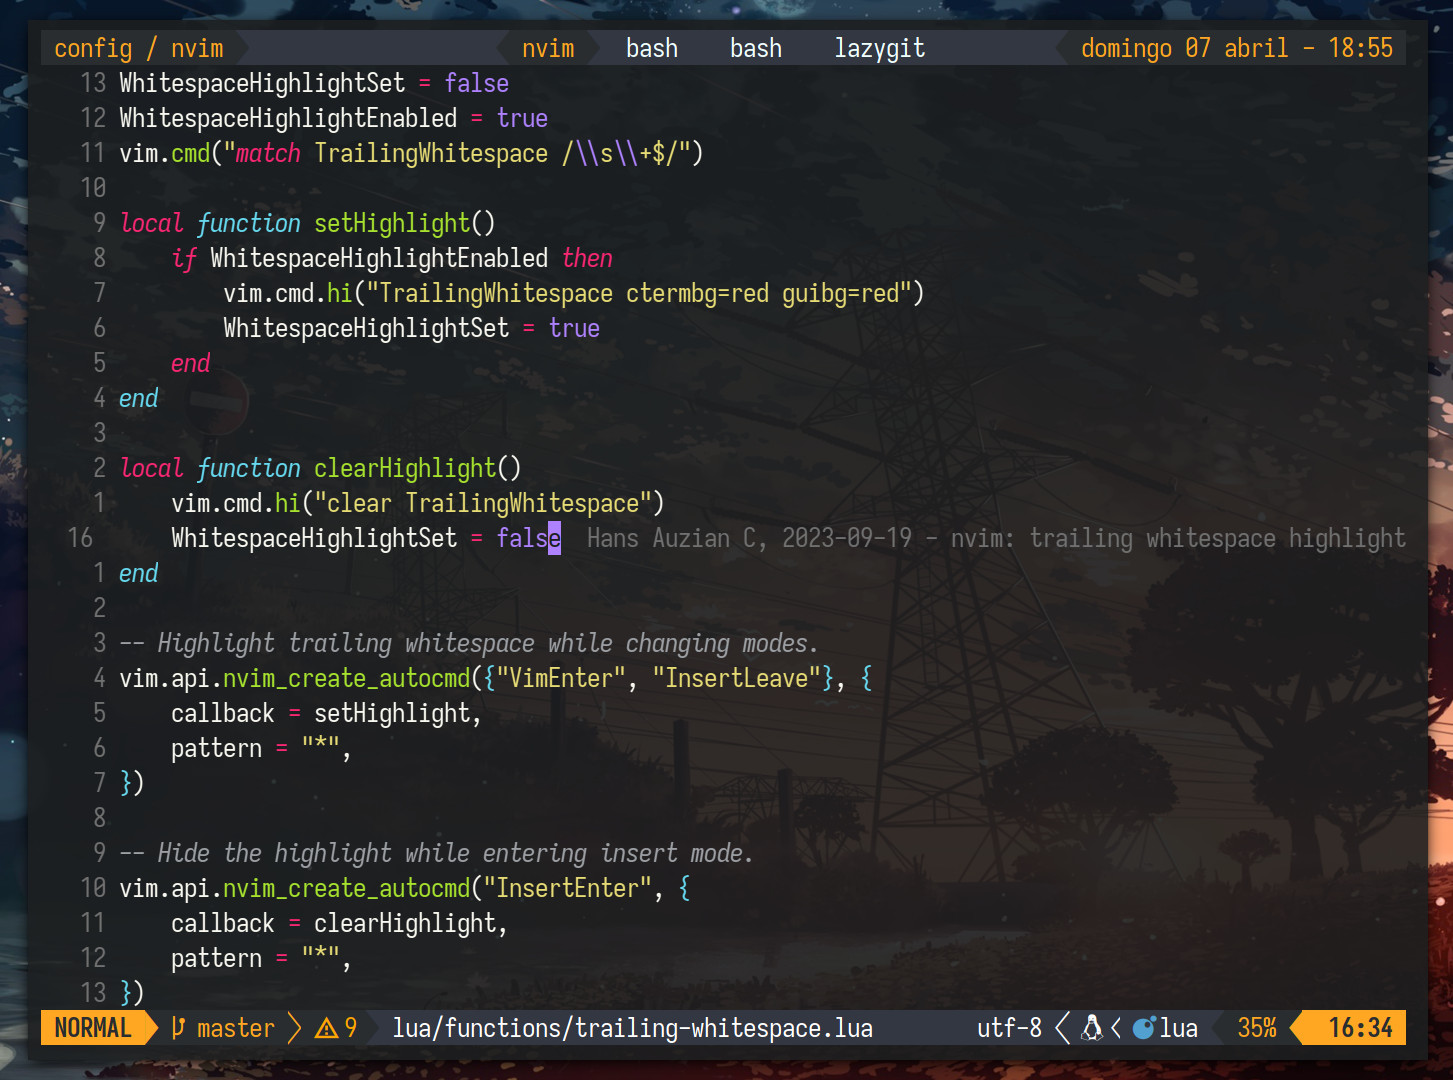 config / nvim nvim bash bash lazygit domingo 07 abril - 18:55
13 WhitespaceHighlightSet = false
12 WhitespaceHighlightEnabled = true
11 vim.cmd("match TrailingWhitespace /\\s\\+$/")
10
9 local function setHighlight()
8     if WhitespaceHighlightEnabled then
7         vim.cmd.hi("TrailingWhitespace ctermbg=red guibg=red")
6         WhitespaceHighlightSet = true
5     end
4 end
3
2 local function clearHighlight()
1     vim.cmd.hi("clear TrailingWhitespace")
16     WhitespaceHighlightSet = false  Hans Auzian C, 2023-09-19 - nvim: trailing whitespace highlight
1 end
2
3 -- Highlight trailing whitespace while changing modes.
4 vim.api.nvim_create_autocmd({"VimEnter", "InsertLeave"}, {
5     callback = setHighlight,
6     pattern = "*",
7 })
8
9 -- Hide the highlight while entering insert mode.
10 vim.api.nvim_create_autocmd("InsertEnter", {
11     callback = clearHighlight,
12     pattern = "*",
13 })
NORMAL master 9 lua/functions/trailing-whitespace.lua utf-8 lua 35% 16:34